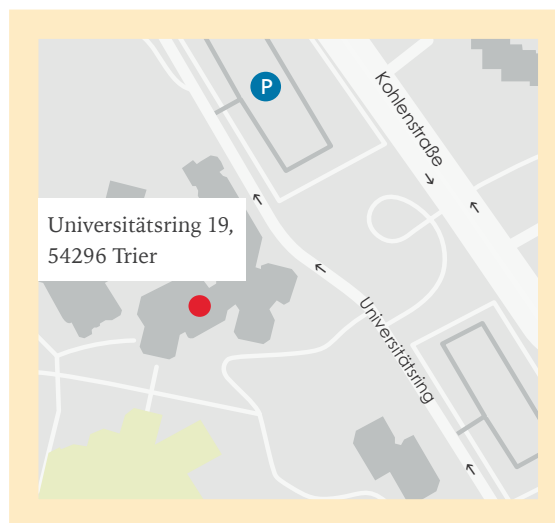 P
Kohlenstraße
Universitätsring 19,
54296 Trier
Universitätsring